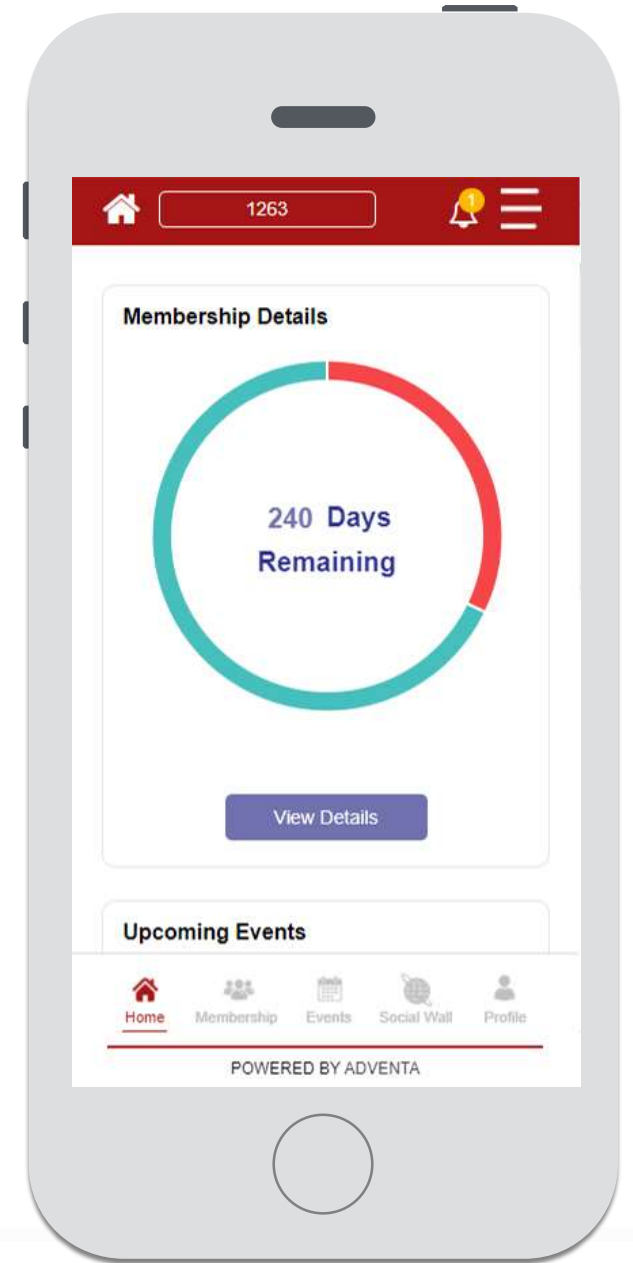 1263
1
Membership Details
240 Days
Remaining
View Details
Upcoming Events
Home Membership Events Social Wall Profile
POWERED BY ADVENTA